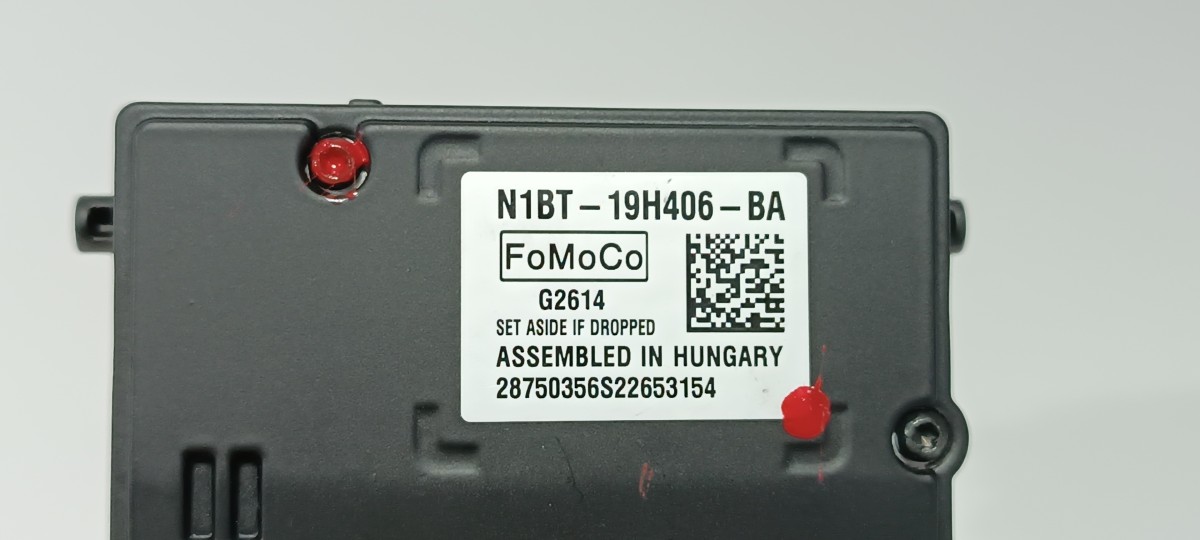 N1BT-19H406-BA
FoMoCo
G2614
SET ASIDE IF DROPPED
ASSEMBLED IN HUNGARY
28750356S22653154